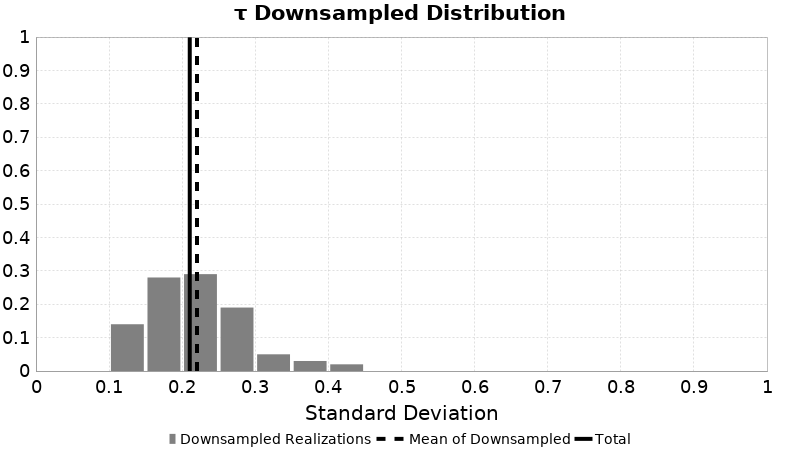 τ Downsampled Distribution
1
0.9
0.8
0.7
0.6
0.5
0.4
0.3
0.2
0.1
0
0 0.1 0.2 0.3 0.4 0.5 0.6 0.7 0.8 0.9 1
Standard Deviation
Downsampled Realizations Mean of Downsampled Total